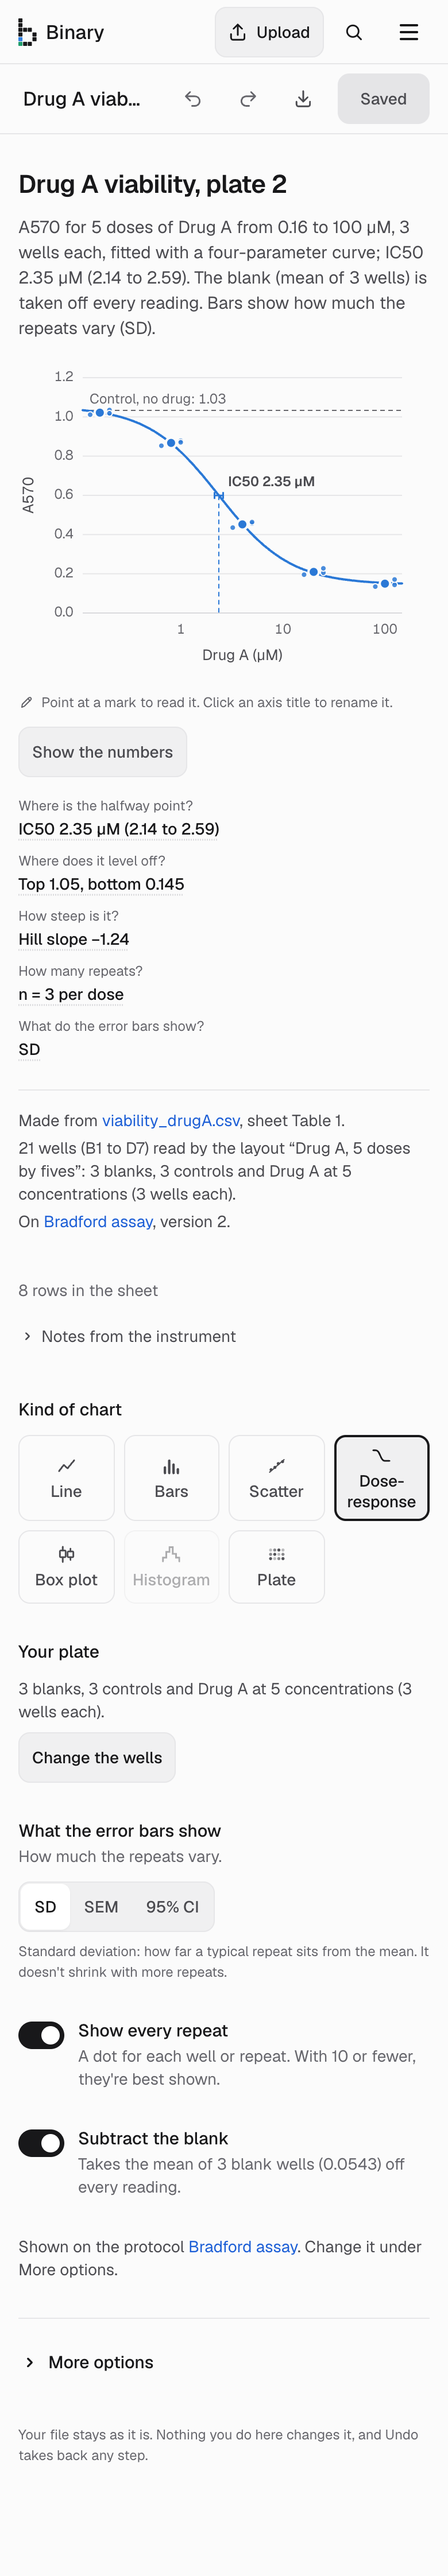 Binary
Upload
Drug A viab...
Saved
Drug A viability, plate 2
A570 for 5 doses of Drug A from 0.16 to 100 µM, 3
wells each, fitted with a four-parameter curve; IC50
2.35 µM (2.14 to 2.59). The blank (mean of 3 wells) is
taken off every reading. Bars show how much the
repeats vary (SD).
1.2
Control, no drug: 1.03
1.0
0.8
IC50 2.35 µM
0.6
A570
0.4
0.2
0.0
1 10 100
Drug A (µM)
Point at a mark to read it. Click an axis title to rename it.
Show the numbers
Where is the halfway point?
IC50 2.35 µM (2.14 to 2.59)
Where does it level off?
Top 1.05, bottom 0.145
How steep is it?
Hill slope −1.24
How many repeats?
n = 3 per dose
What do the error bars show?
SD
Made from viability_drugA.csv, sheet Table 1.
21 wells (B1 to D7) read by the layout “Drug A, 5 doses
by fives”: 3 blanks, 3 controls and Drug A at 5
concentrations (3 wells each).
On Bradford assay, version 2.
8 rows in the sheet
Notes from the instrument
Kind of chart
Line
Bars
Scatter
Dose-
response
Box plot
Histogram
Plate
Your plate
3 blanks, 3 controls and Drug A at 5 concentrations (3
wells each).
Change the wells
What the error bars show
How much the repeats vary.
SD SEM 95% CI
Standard deviation: how far a typical repeat sits from the mean. It
doesn't shrink with more repeats.
Show every repeat
A dot for each well or repeat. With 10 or fewer,
they're best shown.
Subtract the blank
Takes the mean of 3 blank wells (0.0543) off
every reading.
Shown on the protocol Bradford assay. Change it under
More options.
More options
Your file stays as it is. Nothing you do here changes it, and Undo
takes back any step.